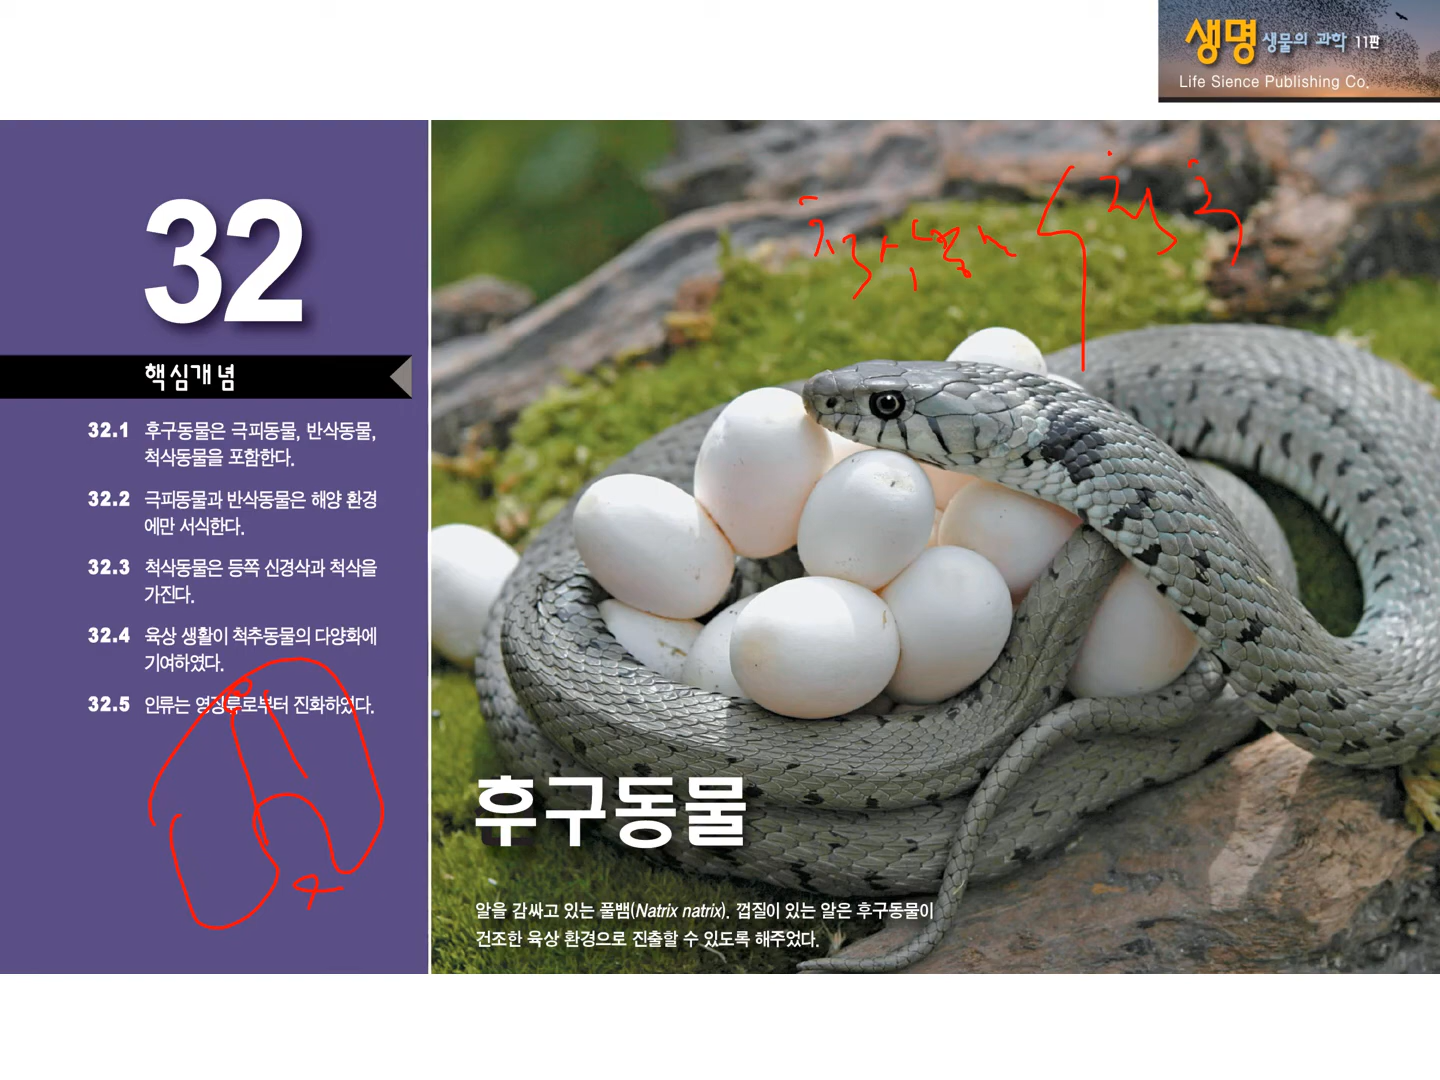 생명 생물의 과학 11판
Life Sience Publishing Co.
32
핵심개념
32.1 후구동물은 극피동물, 반삭동물,
척삭동물을 포함한다.
32.2 극피동물과 반삭동물은 해양 환경
에만 서식한다.
32.3 척삭동물은 등쪽 신경삭과 척삭을
가진다.
32.4 육상 생활이 척추동물의 다양화에
기여하였다.
32.5 인류는 영장류로부터 진화하였다.
후구동물
알을 감싸고 있는 풀뱀(Natrix natrix). 껍질이 있는 알은 후구동물이
건조한 육상 환경으로 진출할 수 있도록 해주었다.